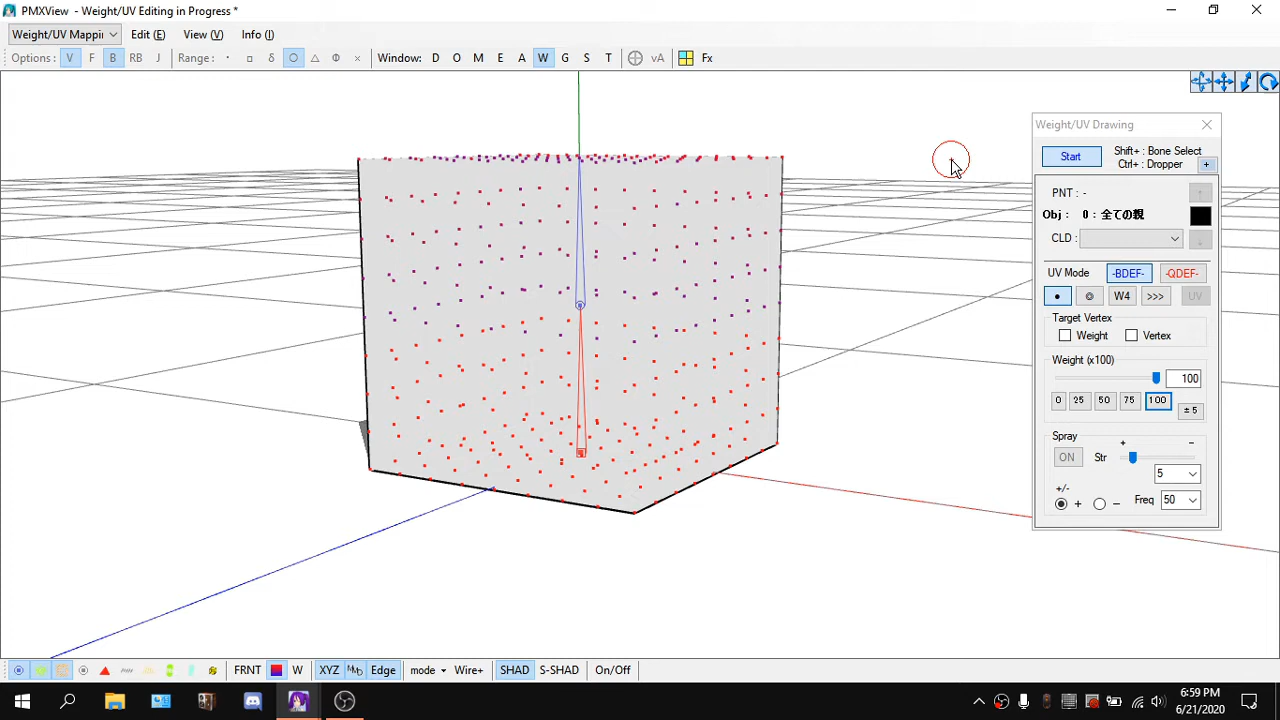 PMXView - Weight/UV Editing in Progress *
Weight/UV Mappi Edit (E) View (V) Info (I)
Options : V F B RB J Range : · □ δ O △ Φ × Window: D O M E A W G S T vA Fx
Weight/UV Drawing
Start Shift+ : Bone Select
Ctrl+ : Dropper +
PNT : - ↑
Obj : 0 : 全ての親
CLD : ↓
UV Mode -BDEF- -QDEF-
● ◎ W4 >>> UV
Target Vertex
Weight Vertex
Weight (x100)
100
0 25 50 75 100 ± 5
Spray + −
ON Str
5
+/-
+ − Freq 50
FRNT W XYZ Edge mode Wire+ SHAD S-SHAD On/Off
6:59 PM
6/21/2020